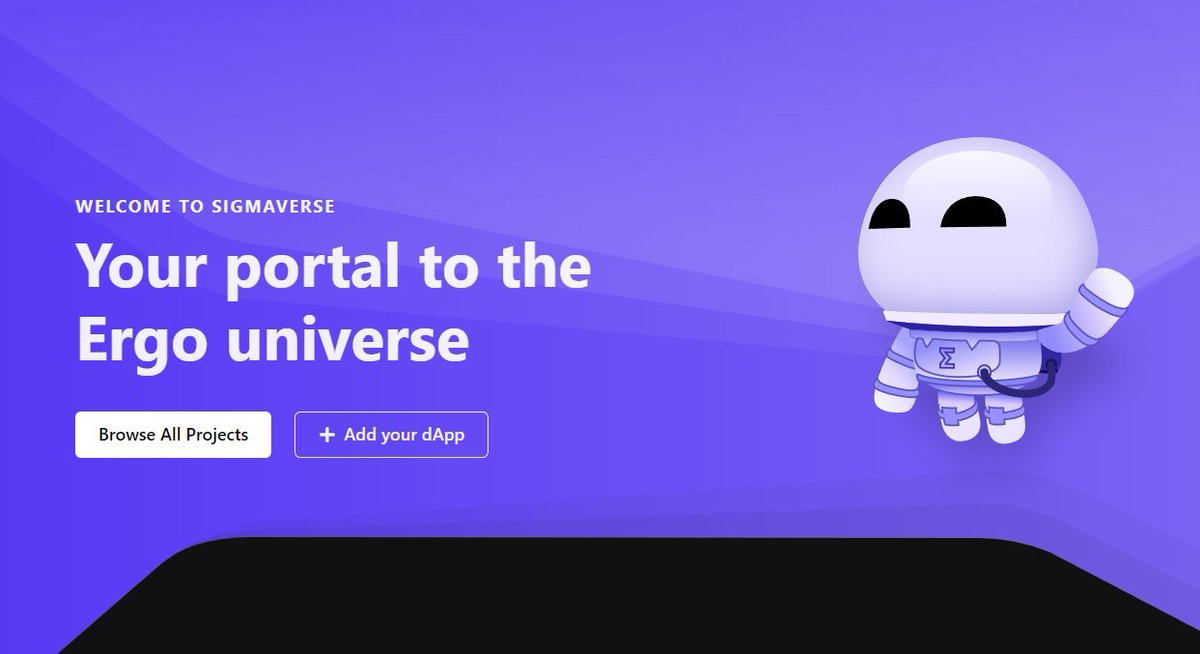 WELCOME TO SIGMAVERSE
Your portal to the
Ergo universe
Browse All Projects
+ Add your dApp
Σ